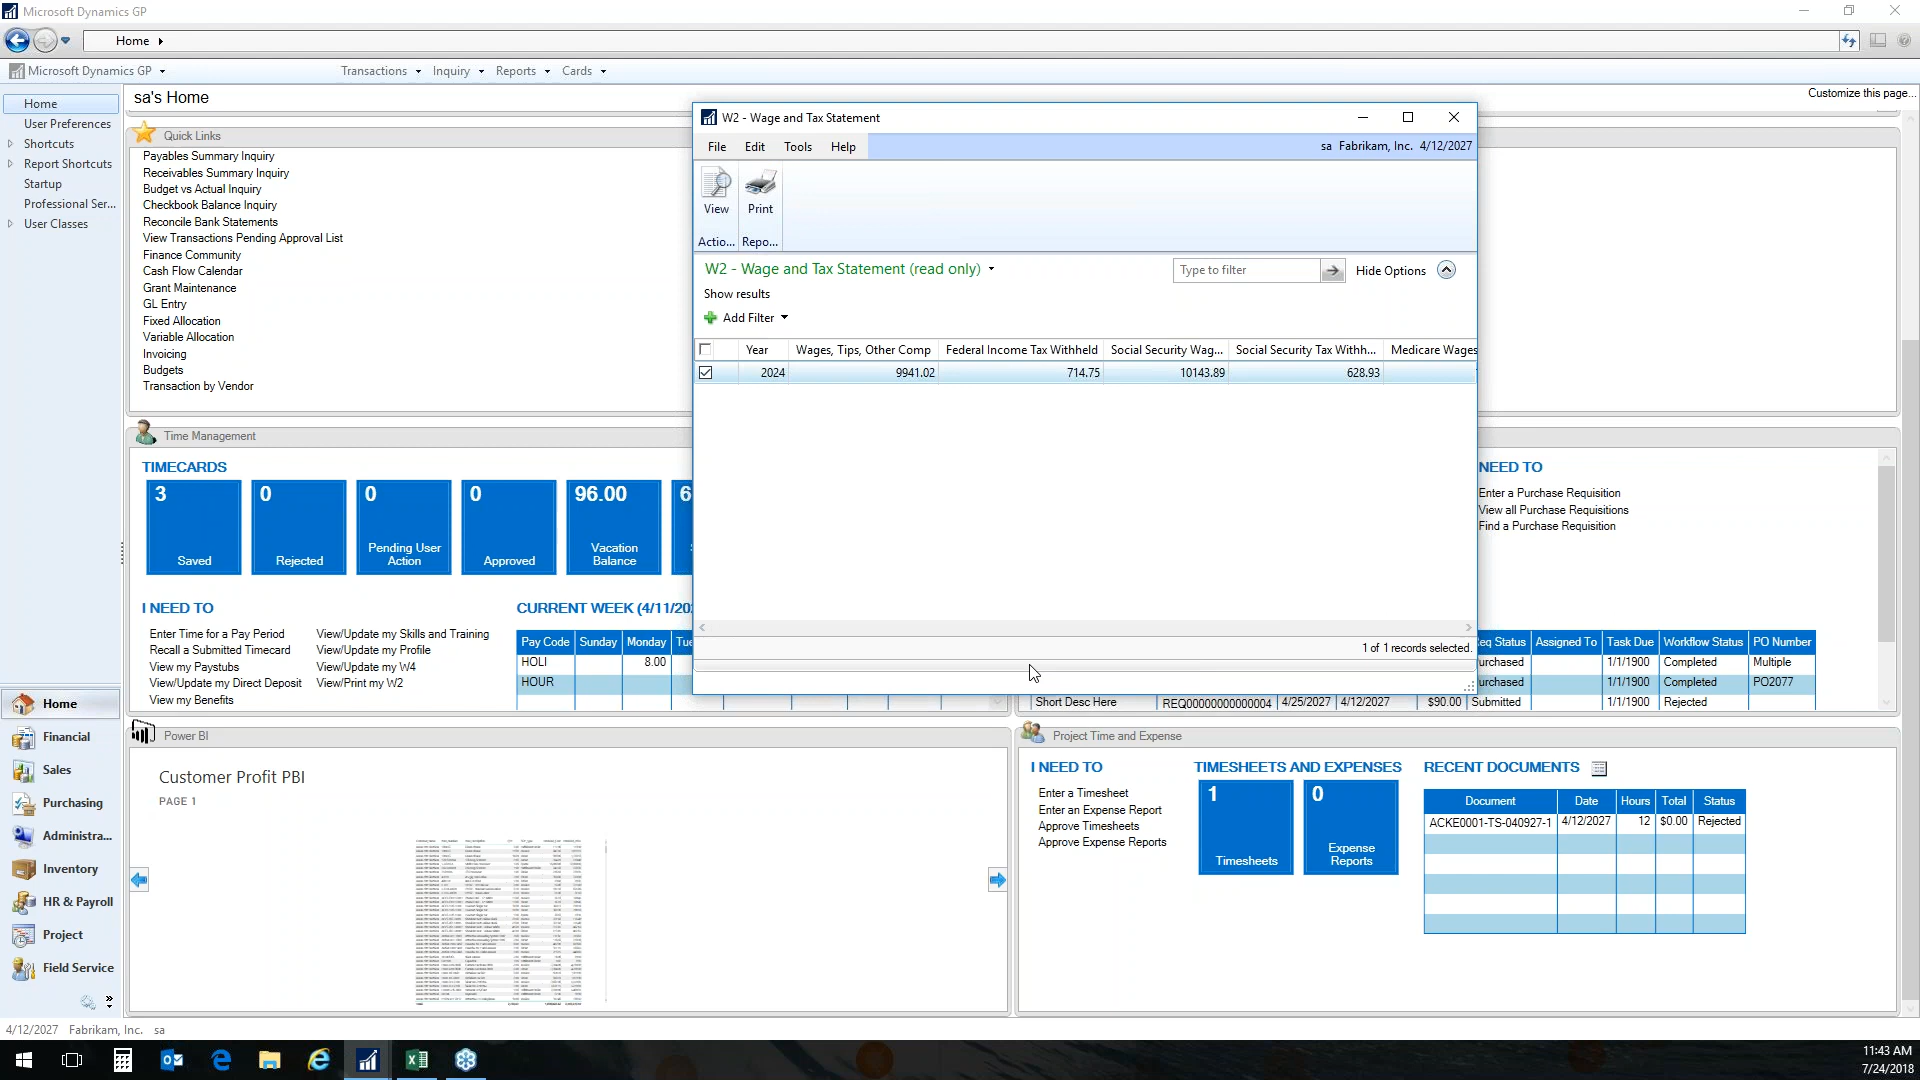 Microsoft Dynamics GP
Home
Microsoft Dynamics GP
Transactions
Inquiry
Reports
Cards
Home
User Preferences
Shortcuts
Report Shortcuts
Startup
Professional Ser...
User Classes
sa's Home
Customize this page...
Quick Links
Payables Summary Inquiry
Receivables Summary Inquiry
Budget vs Actual Inquiry
Checkbook Balance Inquiry
Reconcile Bank Statements
View Transactions Pending Approval List
Finance Community
Cash Flow Calendar
Grant Maintenance
GL Entry
Fixed Allocation
Variable Allocation
Invoicing
Budgets
Transaction by Vendor
W2 - Wage and Tax Statement
File Edit Tools Help
sa Fabrikam, Inc. 4/12/2027
View
Print
Actio...
Repo...
W2 - Wage and Tax Statement (read only)
Type to filter
Hide Options
Show results
Add Filter
Year Wages, Tips, Other Comp Federal Income Tax Withheld Social Security Wag... Social Security Tax Withh... Medicare Wages
2024 9941.02 714.75 10143.89 628.93
1 of 1 records selected.
Time Management
TIMECARDS
3
Saved
0
Rejected
0
Pending User
Action
0
Approved
96.00
Vacation
Balance
6
I NEED TO
Enter Time for a Pay Period
Recall a Submitted Timecard
View my Paystubs
View/Update my Direct Deposit
View my Benefits
View/Update my Skills and Training
View/Update my Profile
View/Update my W4
View/Print my W2
CURRENT WEEK (4/11/202
Pay Code Sunday Monday Tue
HOLI 8.00
HOUR
NEED TO
Enter a Purchase Requisition
View all Purchase Requisitions
Find a Purchase Requisition
eq Status Assigned To Task Due Workflow Status PO Number
urchased 1/1/1900 Completed Multiple
urchased 1/1/1900 Completed PO2077
Short Desc Here REQ00000000000004 4/25/2027 4/12/2027 $90.00 Submitted 1/1/1900 Rejected
Home
Financial
Sales
Purchasing
Administra...
Inventory
HR & Payroll
Project
Field Service
Power BI
Customer Profit PBI
PAGE 1
Project Time and Expense
I NEED TO
Enter a Timesheet
Enter an Expense Report
Approve Timesheets
Approve Expense Reports
TIMESHEETS AND EXPENSES
1
Timesheets
0
Expense
Reports
RECENT DOCUMENTS
Document Date Hours Total Status
ACKE0001-TS-040927-1 4/12/2027 12 $0.00 Rejected
4/12/2027 Fabrikam, Inc. sa
11:43 AM
7/24/2018